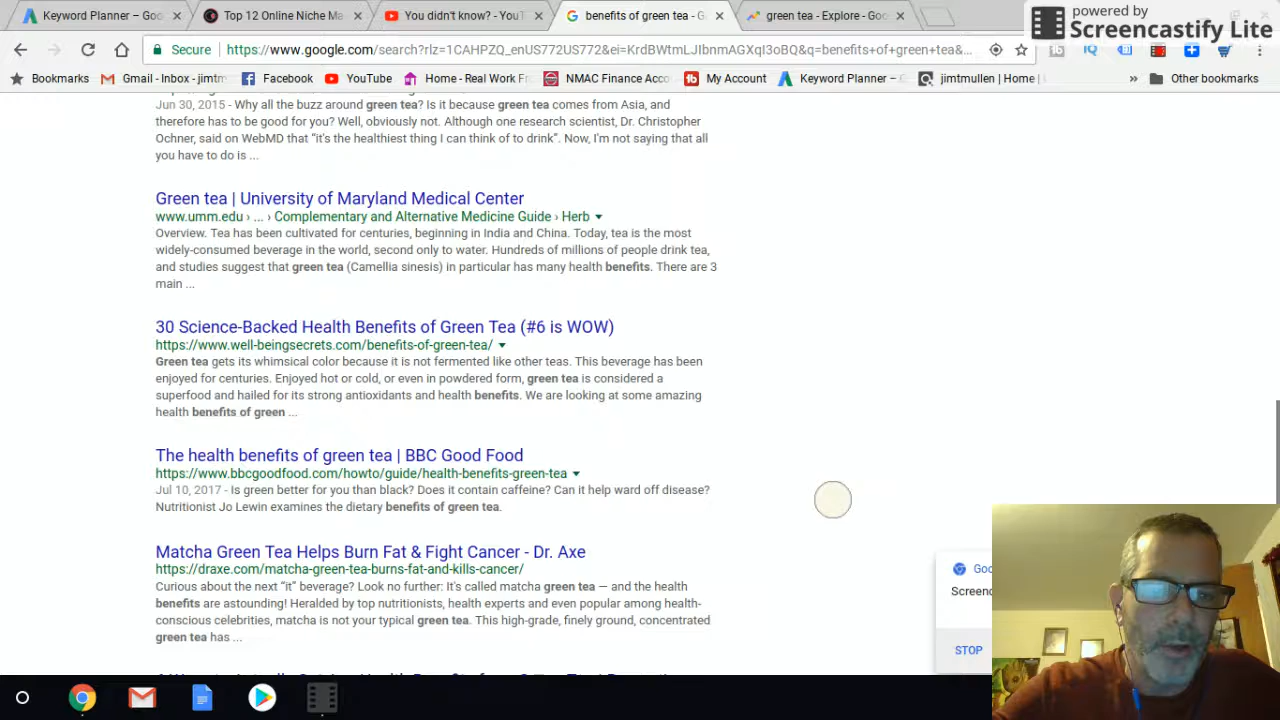 powered by
Screencastify Lite
Keyword Planner – Goo
Top 12 Online Niche Ma
You didn't know? - YouT
benefits of green tea - G
green tea - Explore - Goo
Secure
https://www.google.com/search?rlz=1CAHPZQ_enUS772US772&ei=KrdBWtmLJIbnmAGXqI3oBQ&q=benefits+of+green+tea&...
Bookmarks
Gmail - Inbox - jimtm
Facebook
YouTube
Home - Real Work Fr
NMAC Finance Acco
My Account
Keyword Planner – G
jimtmullen | Home |
Other bookmarks
Jun 30, 2015 - Why all the buzz around green tea? Is it because green tea comes from Asia, and
therefore has to be good for you? Well, obviously not. Although one research scientist, Dr. Christopher
Ochner, said on WebMD that “it's the healthiest thing I can think of to drink”. Now, I'm not saying that all
you have to do is ...
Green tea | University of Maryland Medical Center
www.umm.edu › ... › Complementary and Alternative Medicine Guide › Herb
Overview. Tea has been cultivated for centuries, beginning in India and China. Today, tea is the most
widely-consumed beverage in the world, second only to water. Hundreds of millions of people drink tea,
and studies suggest that green tea (Camellia sinesis) in particular has many health benefits. There are 3
main ...
30 Science-Backed Health Benefits of Green Tea (#6 is WOW)
https://www.well-beingsecrets.com/benefits-of-green-tea/
Green tea gets its whimsical color because it is not fermented like other teas. This beverage has been
enjoyed for centuries. Enjoyed hot or cold, or even in powdered form, green tea is considered a
superfood and hailed for its strong antioxidants and health benefits. We are looking at some amazing
health benefits of green ...
The health benefits of green tea | BBC Good Food
https://www.bbcgoodfood.com/howto/guide/health-benefits-green-tea
Jul 10, 2017 - Is green better for you than black? Does it contain caffeine? Can it help ward off disease?
Nutritionist Jo Lewin examines the dietary benefits of green tea.
Matcha Green Tea Helps Burn Fat & Fight Cancer - Dr. Axe
https://draxe.com/matcha-green-tea-burns-fat-and-kills-cancer/
Curious about the next “it” beverage? Look no further: It's called matcha green tea — and the health
benefits are astounding! Heralded by top nutritionists, health experts and even popular among health-
conscious celebrities, matcha is not your typical green tea. This high-grade, finely ground, concentrated
green tea has ...
Goo
Screenc
STOP